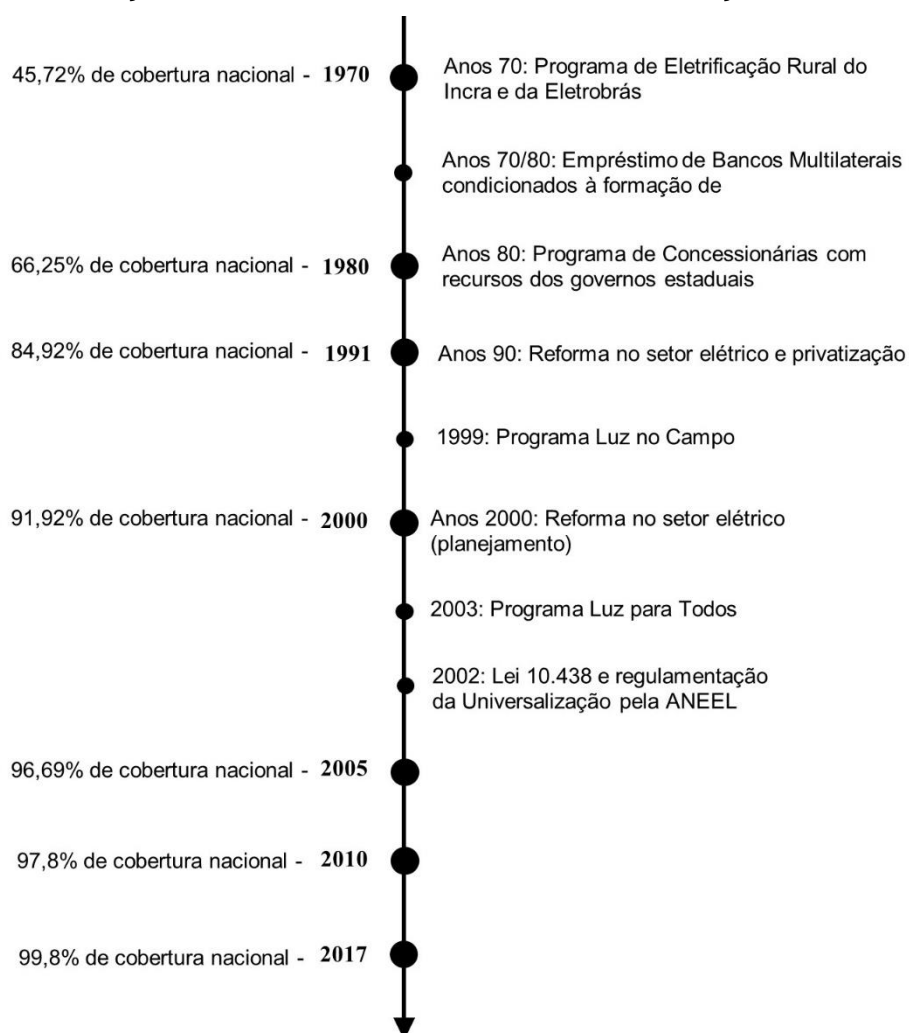 45,72% de cobertura nacional - 1970
Anos 70: Programa de Eletrificação Rural do
Incra e da Eletrobrás
Anos 70/80: Empréstimo de Bancos Multilaterais
condicionados à formação de
66,25% de cobertura nacional - 1980
Anos 80: Programa de Concessionárias com
recursos dos governos estaduais
84,92% de cobertura nacional - 1991
Anos 90: Reforma no setor elétrico e privatização
1999: Programa Luz no Campo
91,92% de cobertura nacional - 2000
Anos 2000: Reforma no setor elétrico
(planejamento)
2003: Programa Luz para Todos
2002: Lei 10.438 e regulamentação
da Universalização pela ANEEL
96,69% de cobertura nacional - 2005
97,8% de cobertura nacional - 2010
99,8% de cobertura nacional - 2017